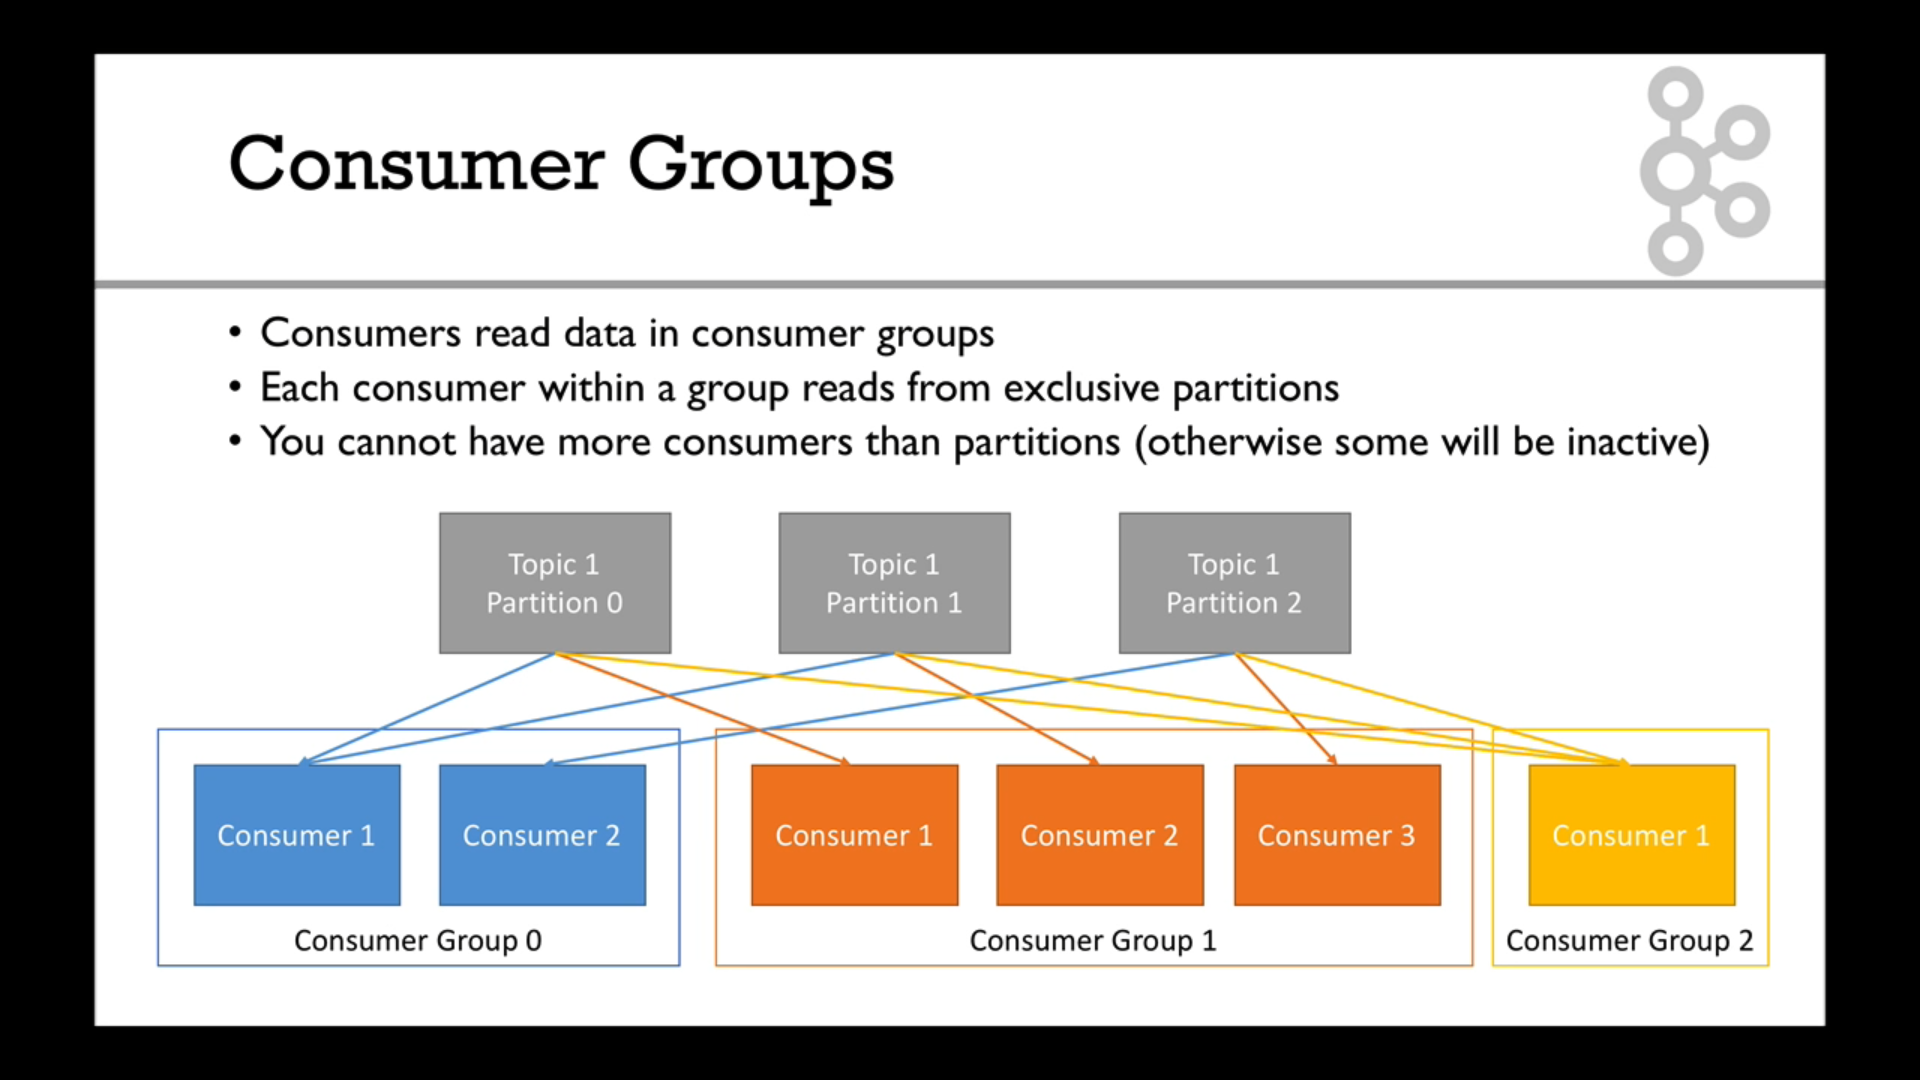 Consumer Groups
• Consumers read data in consumer groups
• Each consumer within a group reads from exclusive partitions
• You cannot have more consumers than partitions (otherwise some will be inactive)
Topic 1
Partition 0
Topic 1
Partition 1
Topic 1
Partition 2
Consumer 1
Consumer 2
Consumer Group 0
Consumer 1
Consumer 2
Consumer 3
Consumer Group 1
Consumer 1
Consumer Group 2